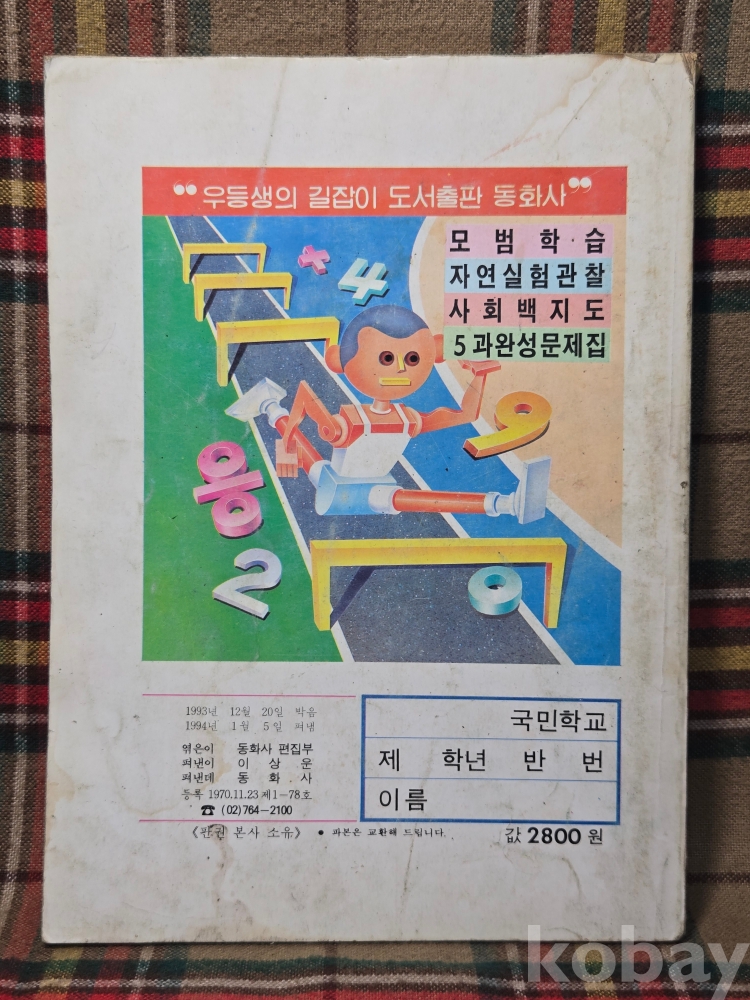 “우등생의 길잡이 도서출판 동화사”
모범학습
자연실험관찰
사회백지도
5과완성문제집
+
4
9
%
2
0
1993년 12월 20일 박음
1994년 1월 5일 펴냄
엮은이 동화사 편집부
펴낸이 이상운
펴낸데 동화사
등록 1970.11.23 제1-78호
☎ (02)764-2100
《판권 본사 소유》 ● 파본은 교환해 드립니다.
국민학교
제 학년 반 번
이름
값 2800 원
kobay